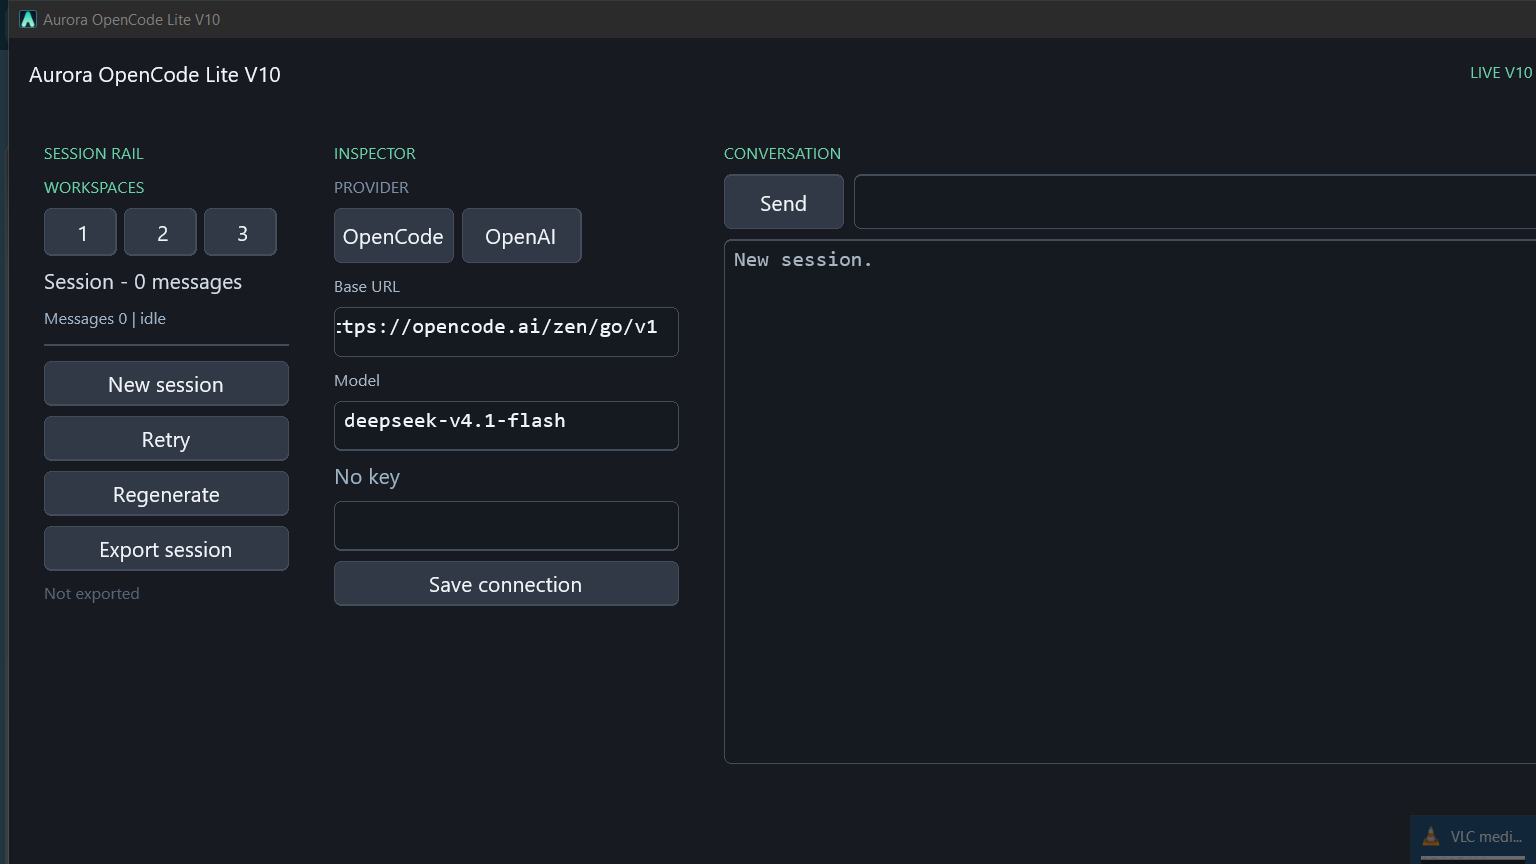 Aurora OpenCode Lite V10
Aurora OpenCode Lite V10
LIVE V10
SESSION RAIL
WORKSPACES
1 2 3
Session - 0 messages
Messages 0 | idle
New session
Retry
Regenerate
Export session
Not exported
INSPECTOR
PROVIDER
OpenCode OpenAI
Base URL
ttps://opencode.ai/zen/go/v1
Model
deepseek-v4.1-flash
No key
Save connection
CONVERSATION
Send
New session.
VLC medi...